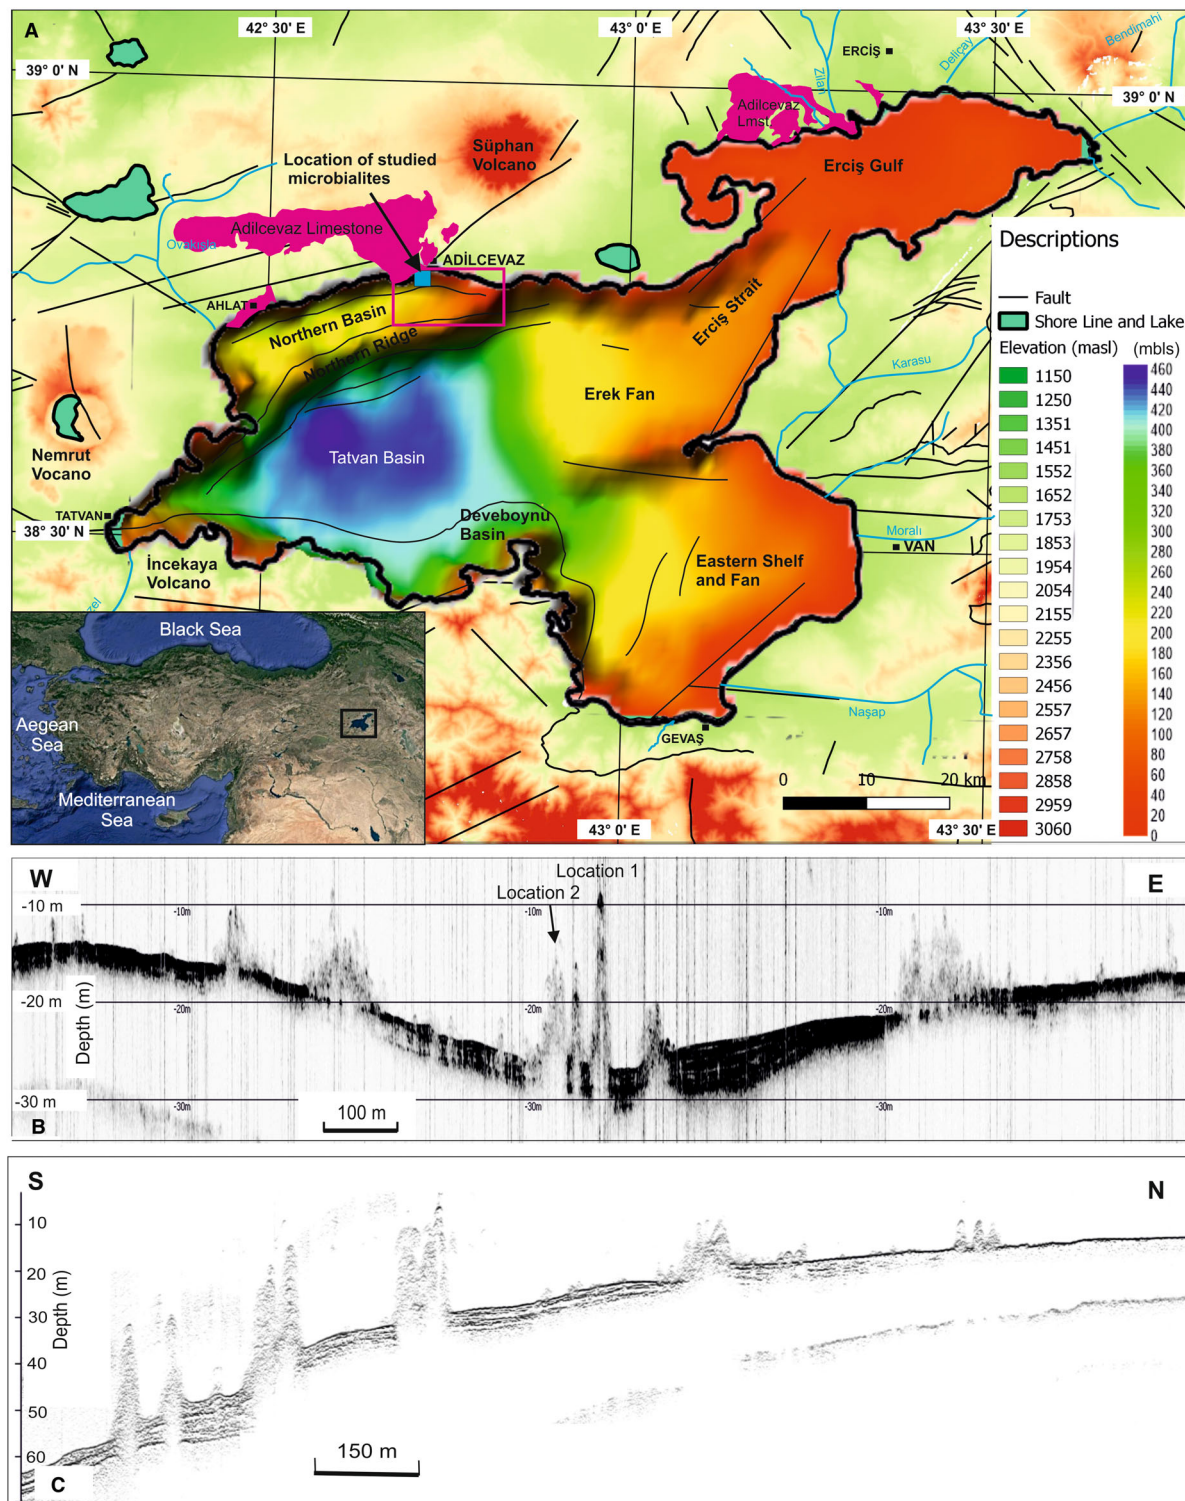 A
42° 30' E
43° 0' E
43° 30' E
Bendimahi
Deliçay
ERCİŞ
Zilan
39° 0' N
39° 0' N
Adilcevaz
Lmst.
Süphan
Volcano
Erciş Gulf
Location of studied
microbialites
Adilcevaz Limestone
Ovakışla
ADİLCEVAZ
AHLAT
Northern Basin
Northern Ridge
Erciş Strait
Erek Fan
Karasu
Tatvan Basin
Nemrut
Vocano
TATVAN
38° 30' N
Deveboynu
Basin
Moralı
VAN
İncekaya
Volcano
Eastern Shelf
and Fan
zel
Naşap
GEVAŞ
0
10
20 km
43° 0' E
43° 30' E
Descriptions
Fault
Shore Line and Lake
Elevation (masl)
(mbls)
1150
1250
1351
1451
1552
1652
1753
1853
1954
2054
2155
2255
2356
2456
2557
2657
2758
2858
2959
3060
460
440
420
400
380
360
340
320
300
280
260
240
220
200
180
160
140
120
100
80
60
40
20
0
Black Sea
Aegean
Sea
Mediterranean
Sea
W
Location 1
E
Location 2
-10 m
-10m
-10m
-10m
-20 m
-20m
-20m
Depth (m)
-30 m
-30m
-30m
-30m
100 m
B
S
N
10
20
30
40
50
60
Depth (m)
150 m
C